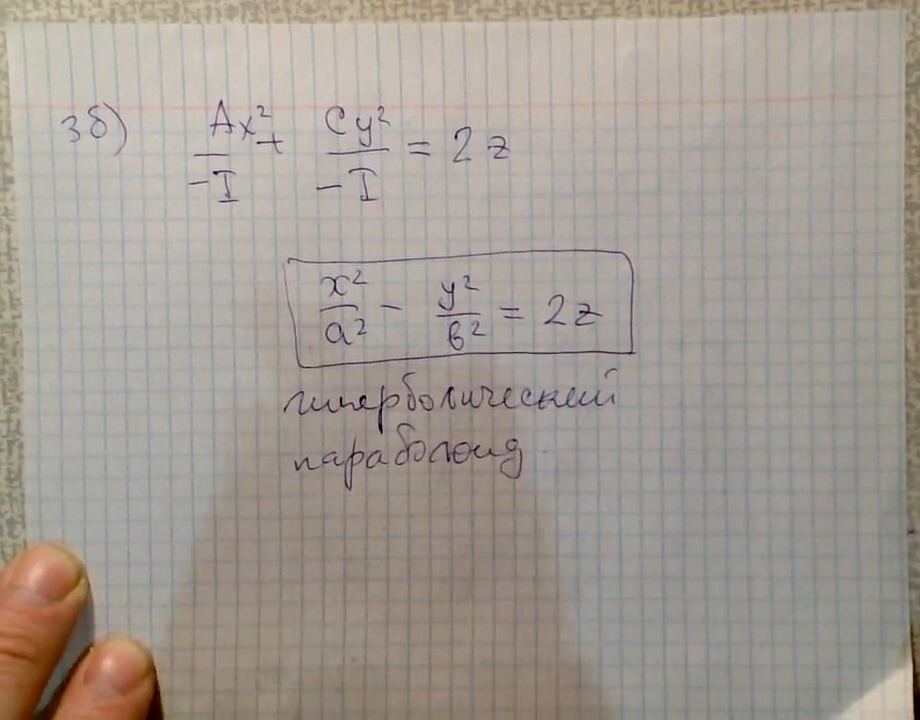 3б) Ax²/-I + Cy²/-I = 2z
x²/a² - y²/b² = 2z
гиперболический
параболоид